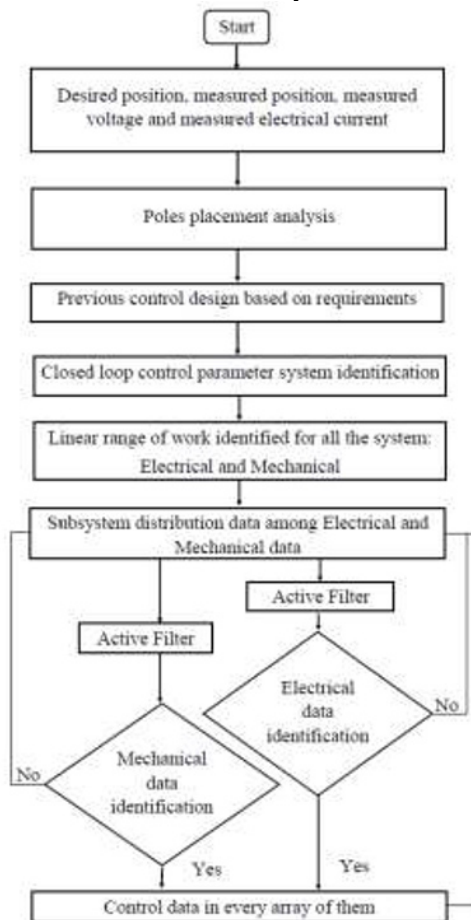 Start
Desired position, measured position, measured
voltage and measured electrical current
Poles placement analysis
Previous control design based on requirements
Closed loop control parameter system identification
Linear range of work identified for all the system:
Electrical and Mechanical
Subsystem distribution data among Electrical and
Mechanical data
Active Filter
Active Filter
Electrical
data
identification
No
Mechanical
data
identification
No
Yes
Yes
Control data in every array of them